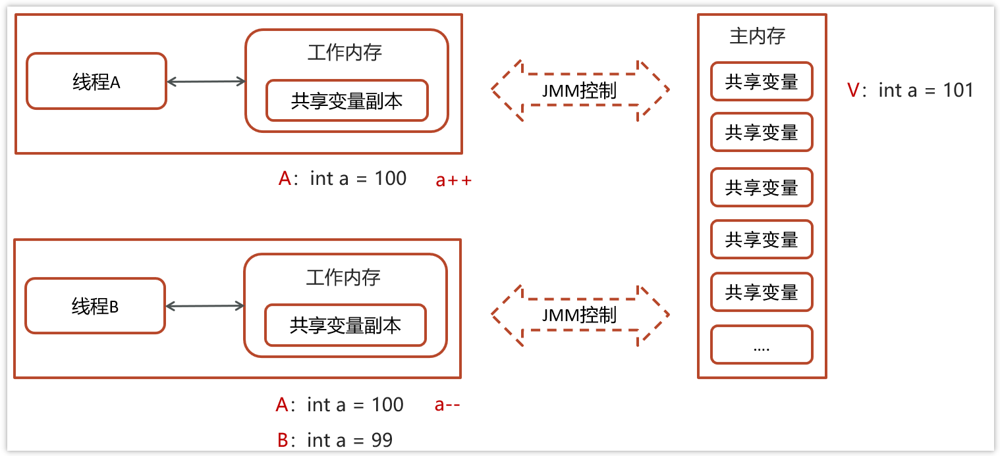 线程A
工作内存
共享变量副本
A：int a = 100 a++
JMM控制
线程B
工作内存
共享变量副本
A：int a = 100 a--
B：int a = 99
JMM控制
主内存
共享变量
共享变量
共享变量
共享变量
共享变量
....
V：int a = 101